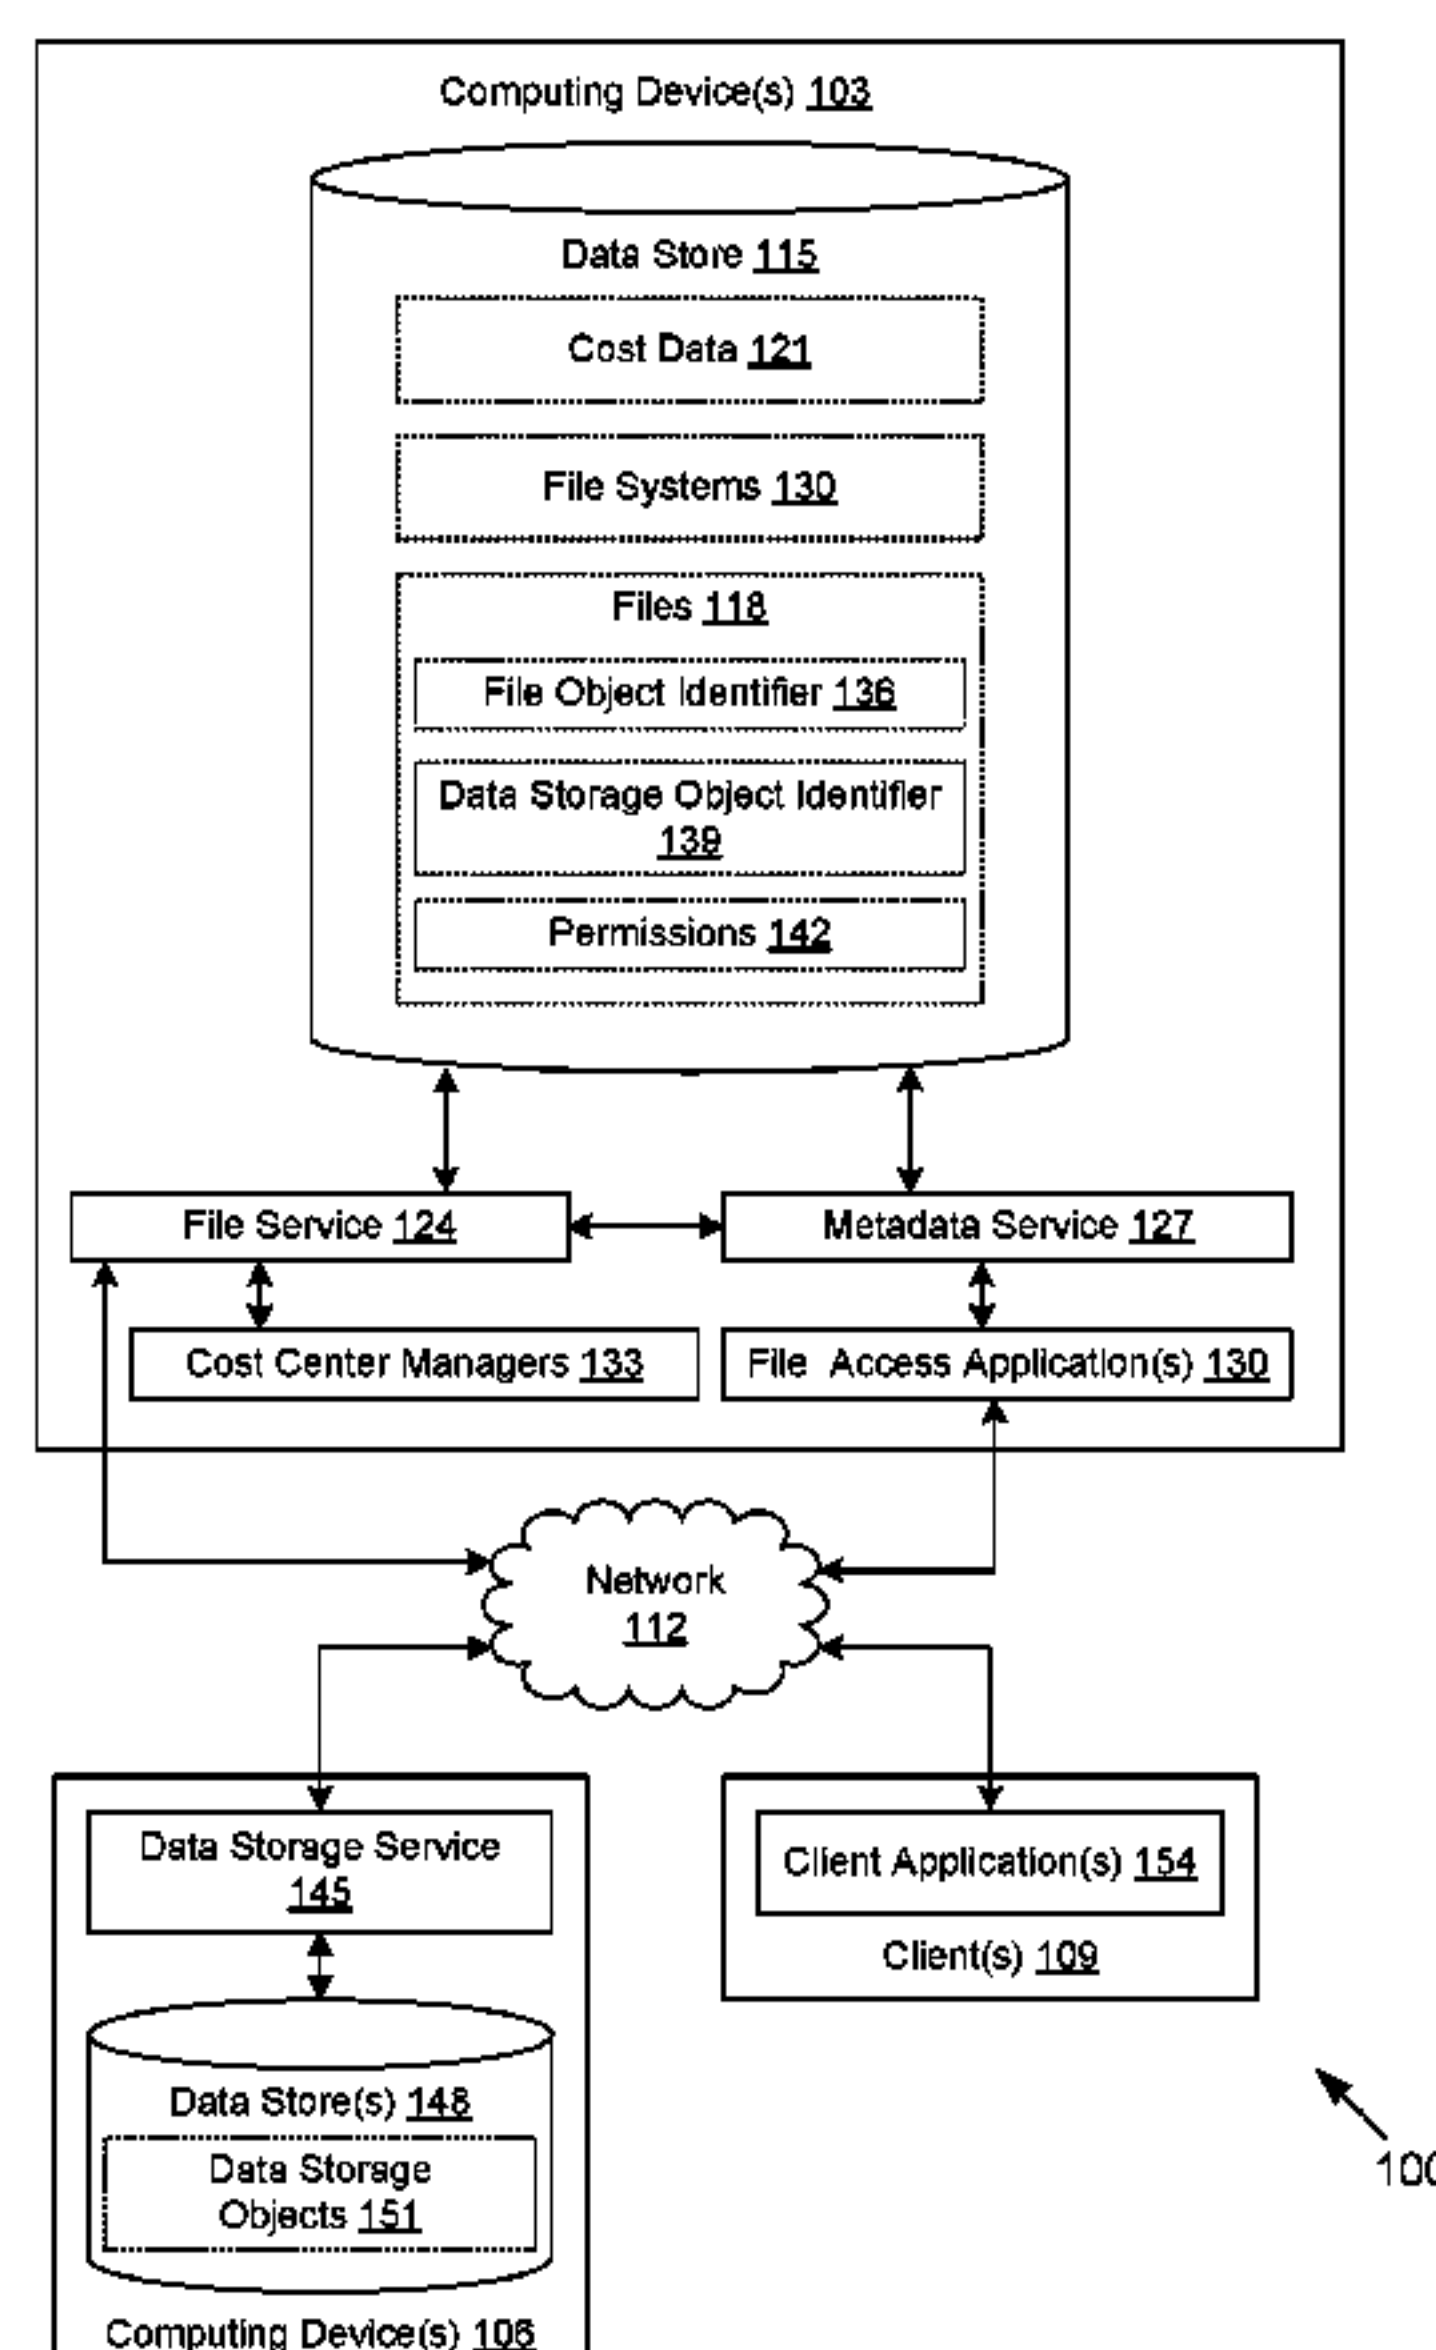 Computing Device(s) 103
Data Store 115
Cost Data 121
File Systems 130
Files 118
File Object Identifier 136
Data Storage Object Identifier
139
Permissions 142
File Service 124
Metadata Service 127
Cost Center Managers 133
File Access Application(s) 130
Network
112
Data Storage Service
145
Client Application(s) 154
Client(s) 109
Data Store(s) 148
Data Storage
Objects 151
100
Computing Device(s) 106